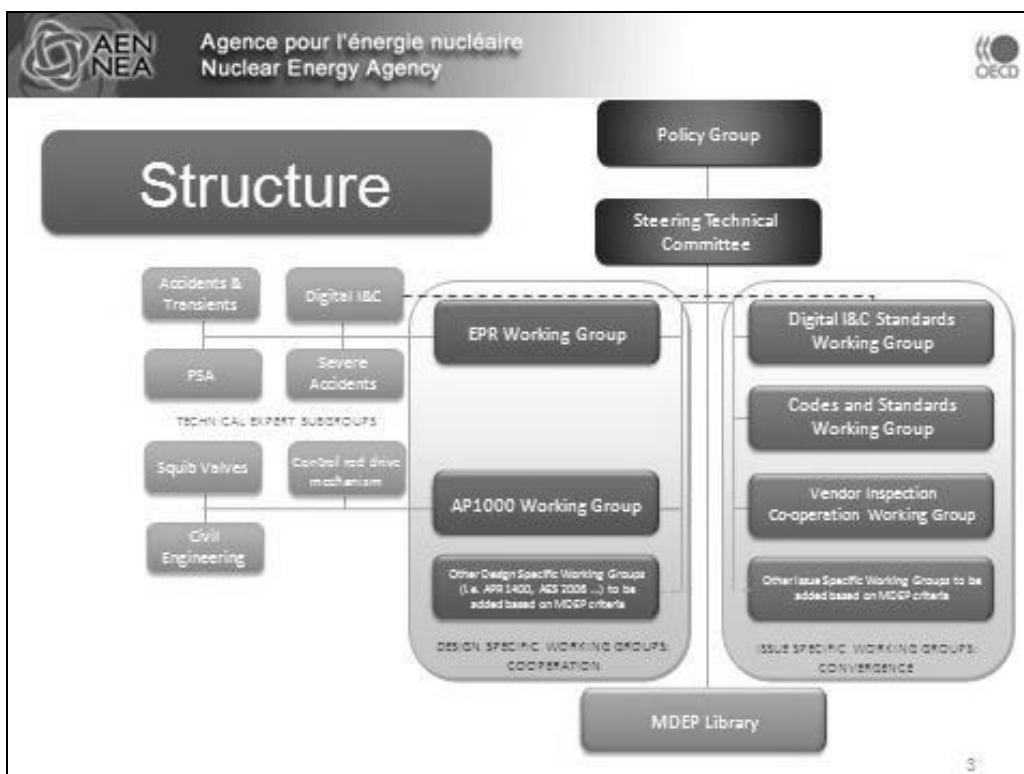 AEN
NEA
Agence pour l'énergie nucléaire
Nuclear Energy Agency
OECD
Structure
Policy Group
Steering Technical
Committee
Accidents &
Transients
Digital I&C
PSA
Severe
Accidents
TECHNICAL EXPERT SUBGROUPS
Squib Valves
Control rod drive
mechanism
Civil
Engineering
EPR Working Group
AP1000 Working Group
Other Design Specific Working Groups
(i.e. APR1400, AES 2006 ...) to be
added based on MDEP criteria
DESIGN SPECIFIC WORKING GROUPS:
COOPERATION
Digital I&C Standards
Working Group
Codes and Standards
Working Group
Vendor Inspection
Co-operation Working Group
Other Issue Specific Working Groups to be
added based on MDEP criteria
ISSUE SPECIFIC WORKING GROUPS:
CONVERGENCE
MDEP Library
3